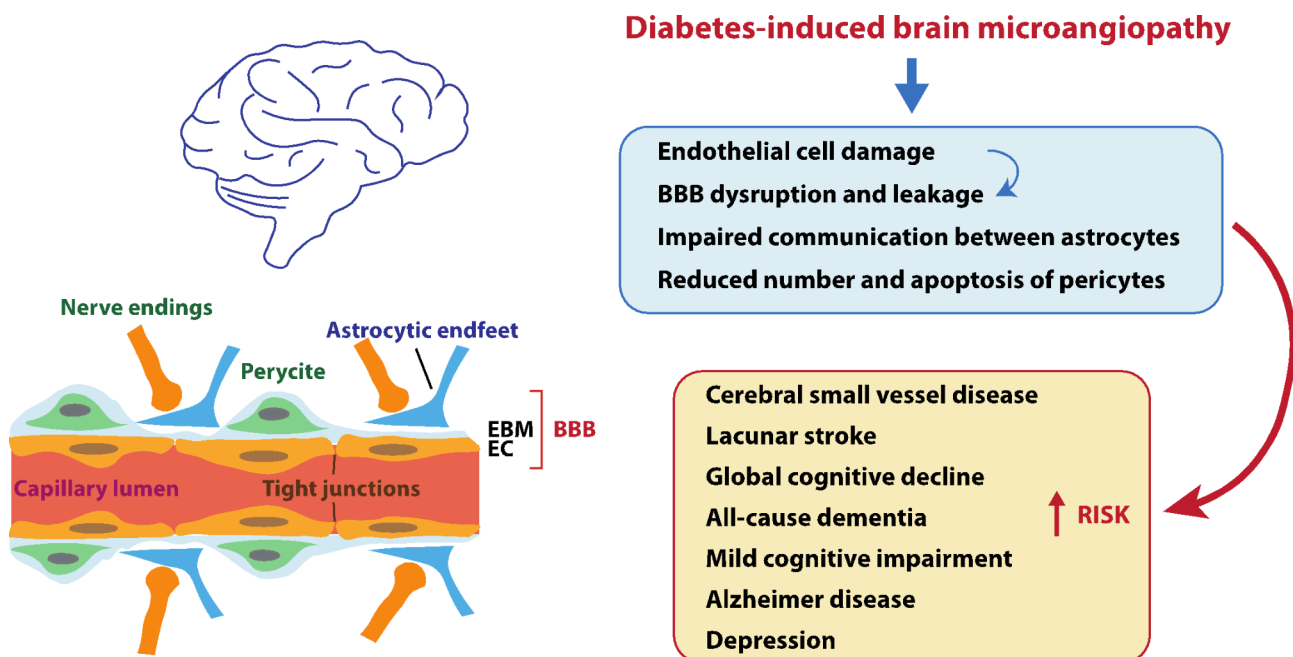 Diabetes-induced brain microangiopathy
Endothelial cell damage
BBB dysruption and leakage
Impaired communication between astrocytes
Reduced number and apoptosis of pericytes
Nerve endings
Astrocytic endfeet
Perycite
EBM
EC
BBB
Capillary lumen
Tight junctions
Cerebral small vessel disease
Lacunar stroke
Global cognitive decline
All-cause dementia
RISK
Mild cognitive impairment
Alzheimer disease
Depression